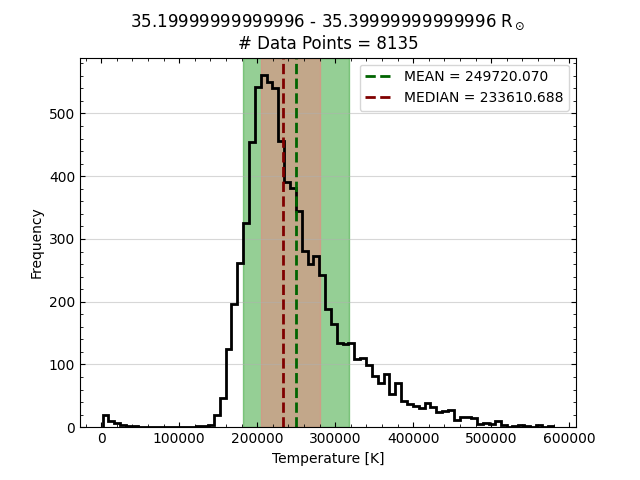 35.19999999999996 - 35.39999999999996 R⊙
# Data Points = 8135
MEAN = 249720.070
MEDIAN = 233610.688
Frequency
500
400
300
200
100
0
0 100000 200000 300000 400000 500000 600000
Temperature [K]